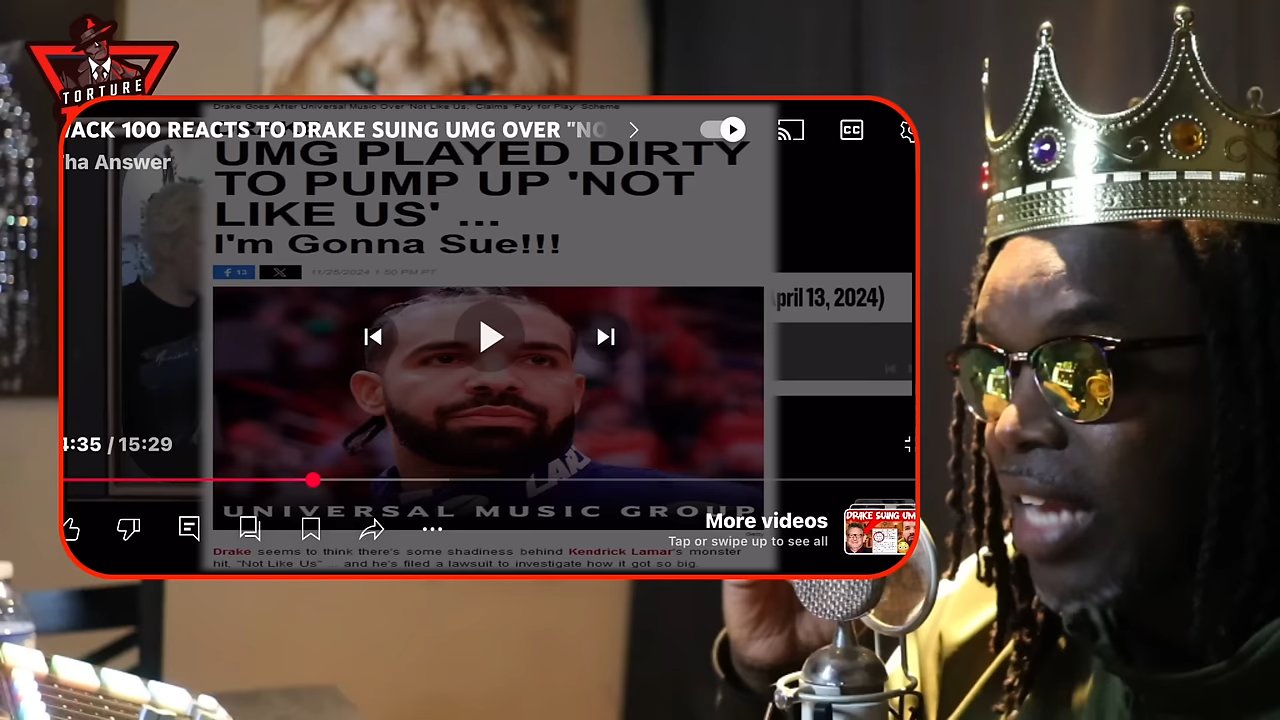 TORTURE
Drake Goes After Universal Music Over 'Not Like Us,' Claims 'Pay for Play' Scheme
ACK 100 REACTS TO DRAKE SUING UMG OVER "NO
ha Answer
UMG PLAYED DIRTY
TO PUMP UP 'NOT
LIKE US' ...
I'm Gonna Sue!!!
13
11/25/2024 1:50 PM PT
pril 13, 2024)
LAR
4:35 / 15:29
UNIVERSAL MUSIC GROUP
More videos
Tap or swipe up to see all
DRAKE SUING UM
Drake seems to think there's some shadiness behind Kendrick Lamar's monster
hit, "Not Like Us" ... and he's filed a lawsuit to investigate how it got so big.
CC